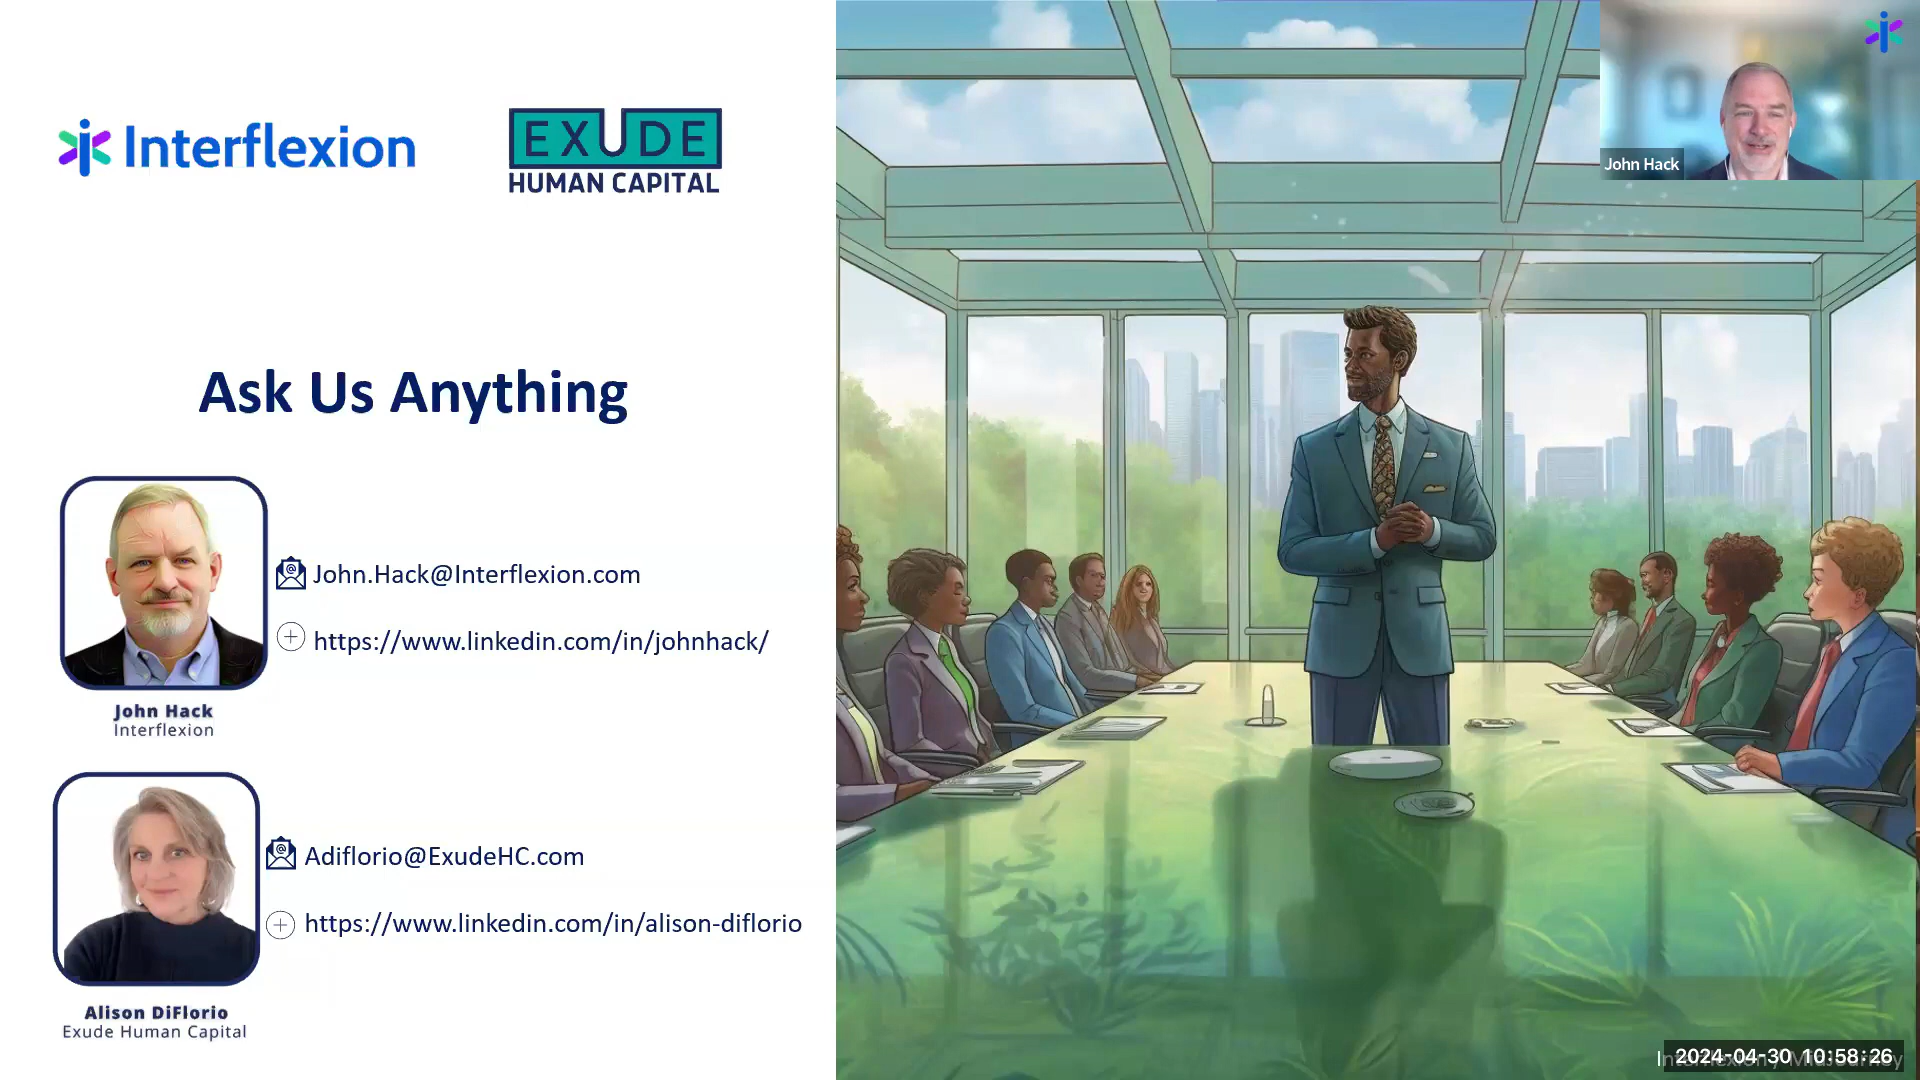 Interflexion
EXUDE
HUMAN CAPITAL
Ask Us Anything
John.Hack@Interflexion.com
https://www.linkedin.com/in/johnhack/
John Hack
Interflexion
Adiflorio@ExudeHC.com
https://www.linkedin.com/in/alison-diflorio
Alison DiFlorio
Exude Human Capital
John Hack
2024-04-30 10:58:26